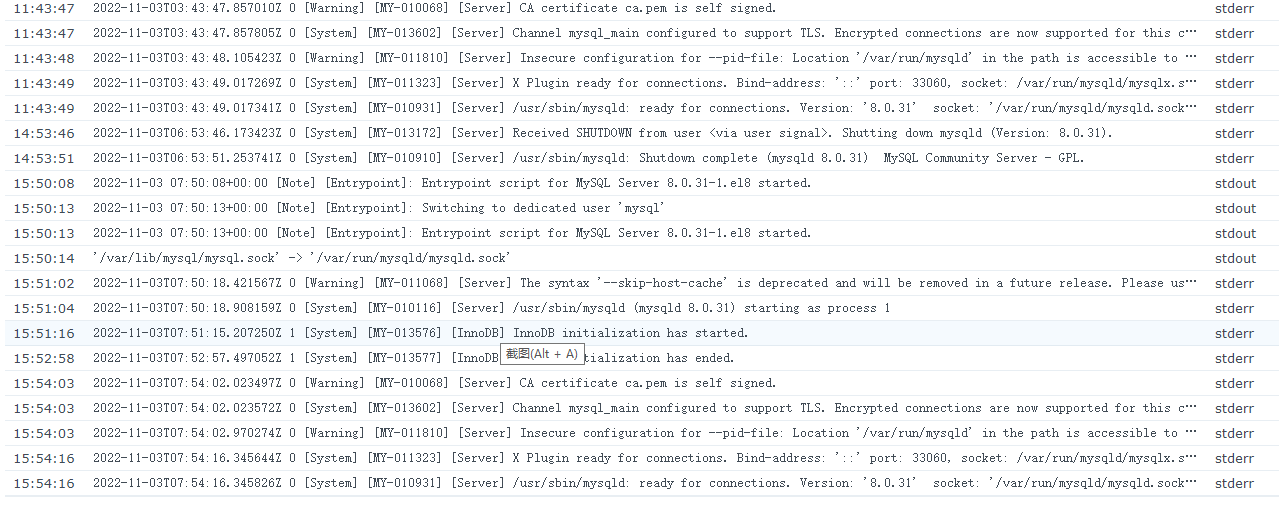 11:43:47 2022-11-03T03:43:47.857010Z 0 [Warning] [MY-010068] [Server] CA certificate ca.pem is self signed. stderr
11:43:47 2022-11-03T03:43:47.857805Z 0 [System] [MY-013602] [Server] Channel mysql_main configured to support TLS. Encrypted connections are now supported for this c… stderr
11:43:48 2022-11-03T03:43:48.105423Z 0 [Warning] [MY-011810] [Server] Insecure configuration for --pid-file: Location '/var/run/mysqld' in the path is accessible to … stderr
11:43:49 2022-11-03T03:43:49.017269Z 0 [System] [MY-011323] [Server] X Plugin ready for connections. Bind-address: '::' port: 33060, socket: /var/run/mysqld/mysqlx.s… stderr
11:43:49 2022-11-03T03:43:49.017341Z 0 [System] [MY-010931] [Server] /usr/sbin/mysqld: ready for connections. Version: '8.0.31'  socket: '/var/run/mysqld/mysqld.sock… stderr
14:53:46 2022-11-03T06:53:46.173423Z 0 [System] [MY-013172] [Server] Received SHUTDOWN from user <via user signal>. Shutting down mysqld (Version: 8.0.31). stderr
14:53:51 2022-11-03T06:53:51.253741Z 0 [System] [MY-010910] [Server] /usr/sbin/mysqld: Shutdown complete (mysqld 8.0.31)  MySQL Community Server - GPL. stderr
15:50:08 2022-11-03 07:50:08+00:00 [Note] [Entrypoint]: Entrypoint script for MySQL Server 8.0.31-1.el8 started. stdout
15:50:13 2022-11-03 07:50:13+00:00 [Note] [Entrypoint]: Switching to dedicated user 'mysql' stdout
15:50:13 2022-11-03 07:50:13+00:00 [Note] [Entrypoint]: Entrypoint script for MySQL Server 8.0.31-1.el8 started. stdout
15:50:14 '/var/lib/mysql/mysql.sock' -> '/var/run/mysqld/mysqld.sock' stdout
15:51:02 2022-11-03T07:50:18.421567Z 0 [Warning] [MY-011068] [Server] The syntax '--skip-host-cache' is deprecated and will be removed in a future release. Please us… stderr
15:51:04 2022-11-03T07:50:18.908159Z 0 [System] [MY-010116] [Server] /usr/sbin/mysqld (mysqld 8.0.31) starting as process 1 stderr
15:51:16 2022-11-03T07:51:15.207250Z 1 [System] [MY-013576] [InnoDB] InnoDB initialization has started. stderr
15:52:58 2022-11-03T07:52:57.497052Z 1 [System] [MY-013577] [InnoDB 截图(Alt + A) itialization has ended. stderr
15:54:03 2022-11-03T07:54:02.023497Z 0 [Warning] [MY-010068] [Server] CA certificate ca.pem is self signed. stderr
15:54:03 2022-11-03T07:54:02.023572Z 0 [System] [MY-013602] [Server] Channel mysql_main configured to support TLS. Encrypted connections are now supported for this c… stderr
15:54:03 2022-11-03T07:54:02.970274Z 0 [Warning] [MY-011810] [Server] Insecure configuration for --pid-file: Location '/var/run/mysqld' in the path is accessible to … stderr
15:54:16 2022-11-03T07:54:16.345644Z 0 [System] [MY-011323] [Server] X Plugin ready for connections. Bind-address: '::' port: 33060, socket: /var/run/mysqld/mysqlx.s… stderr
15:54:16 2022-11-03T07:54:16.345826Z 0 [System] [MY-010931] [Server] /usr/sbin/mysqld: ready for connections. Version: '8.0.31'  socket: '/var/run/mysqld/mysqld.sock… stderr